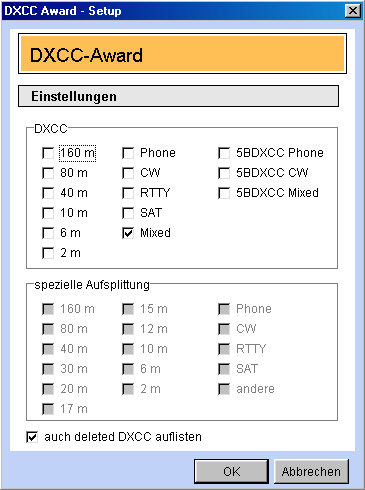 DXCC Award - Setup
DXCC-Award
Einstellungen
DXCC
160 m Phone 5BDXCC Phone
80 m CW 5BDXCC CW
40 m RTTY 5BDXCC Mixed
10 m SAT
6 m Mixed
2 m
spezielle Aufsplittung
160 m 15 m Phone
80 m 12 m CW
40 m 10 m RTTY
30 m 6 m SAT
20 m 2 m andere
17 m
auch deleted DXCC auflisten
OK Abbrechen